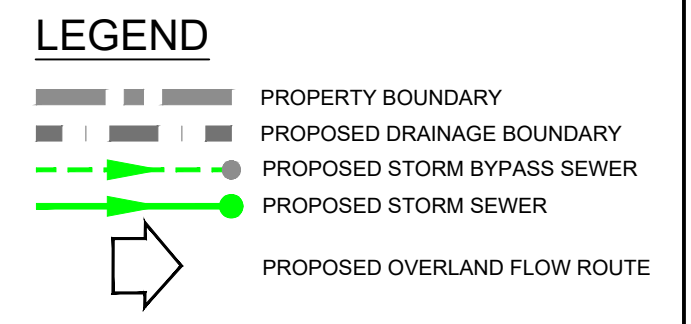 LEGEND
PROPERTY BOUNDARY
PROPOSED DRAINAGE BOUNDARY
PROPOSED STORM BYPASS SEWER
PROPOSED STORM SEWER
PROPOSED OVERLAND FLOW ROUTE